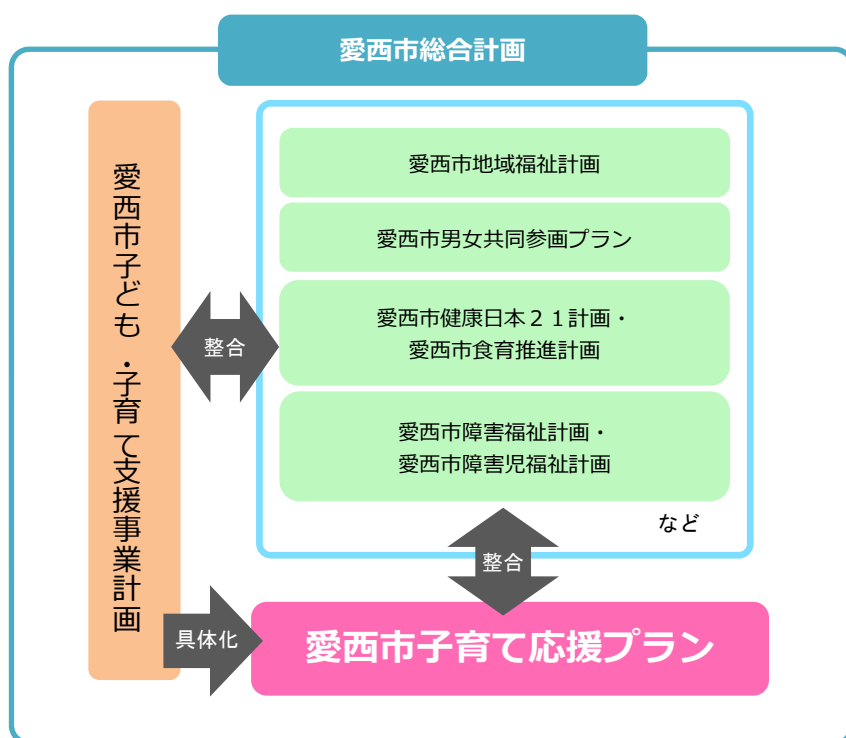 愛西市総合計画
愛西市子ども・子育て支援事業計画
愛西市地域福祉計画
愛西市男女共同参画プラン
愛西市健康日本２１計画・
愛西市食育推進計画
愛西市障害福祉計画・
愛西市障害児福祉計画
など
整合
整合
具体化
愛西市子育て応援プラン